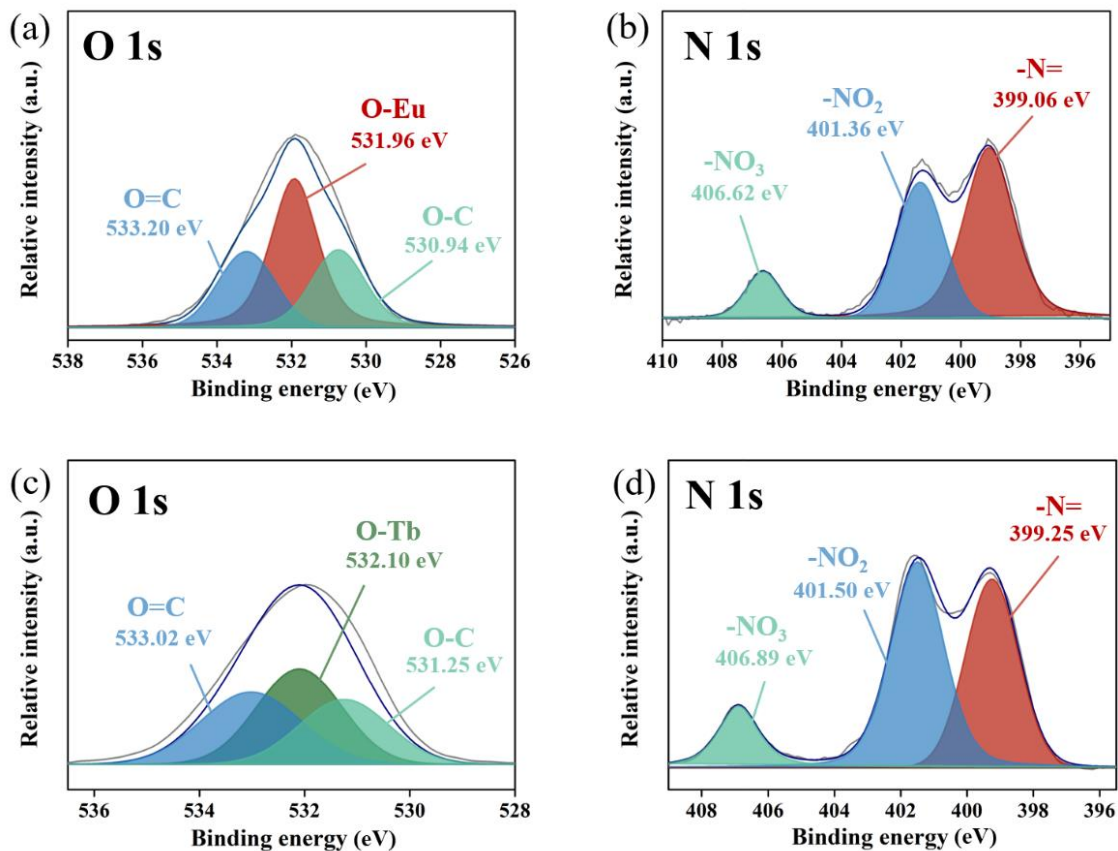 (a)
O 1s
O-Eu
531.96 eV
O=C
533.20 eV
O-C
530.94 eV
Relative intensity (a.u.)
538 536 534 532 530 528 526
Binding energy (eV)
(b)
N 1s
-N=
399.06 eV
-NO2
401.36 eV
-NO3
406.62 eV
Relative intensity (a.u.)
410 408 406 404 402 400 398 396
Binding energy (eV)
(c)
O 1s
O-Tb
532.10 eV
O=C
533.02 eV
O-C
531.25 eV
Relative intensity (a.u.)
536 534 532 530 528
Binding energy (eV)
(d)
N 1s
-N=
399.25 eV
-NO2
401.50 eV
-NO3
406.89 eV
Relative intensity (a.u.)
408 406 404 402 400 398 396
Binding energy (eV)